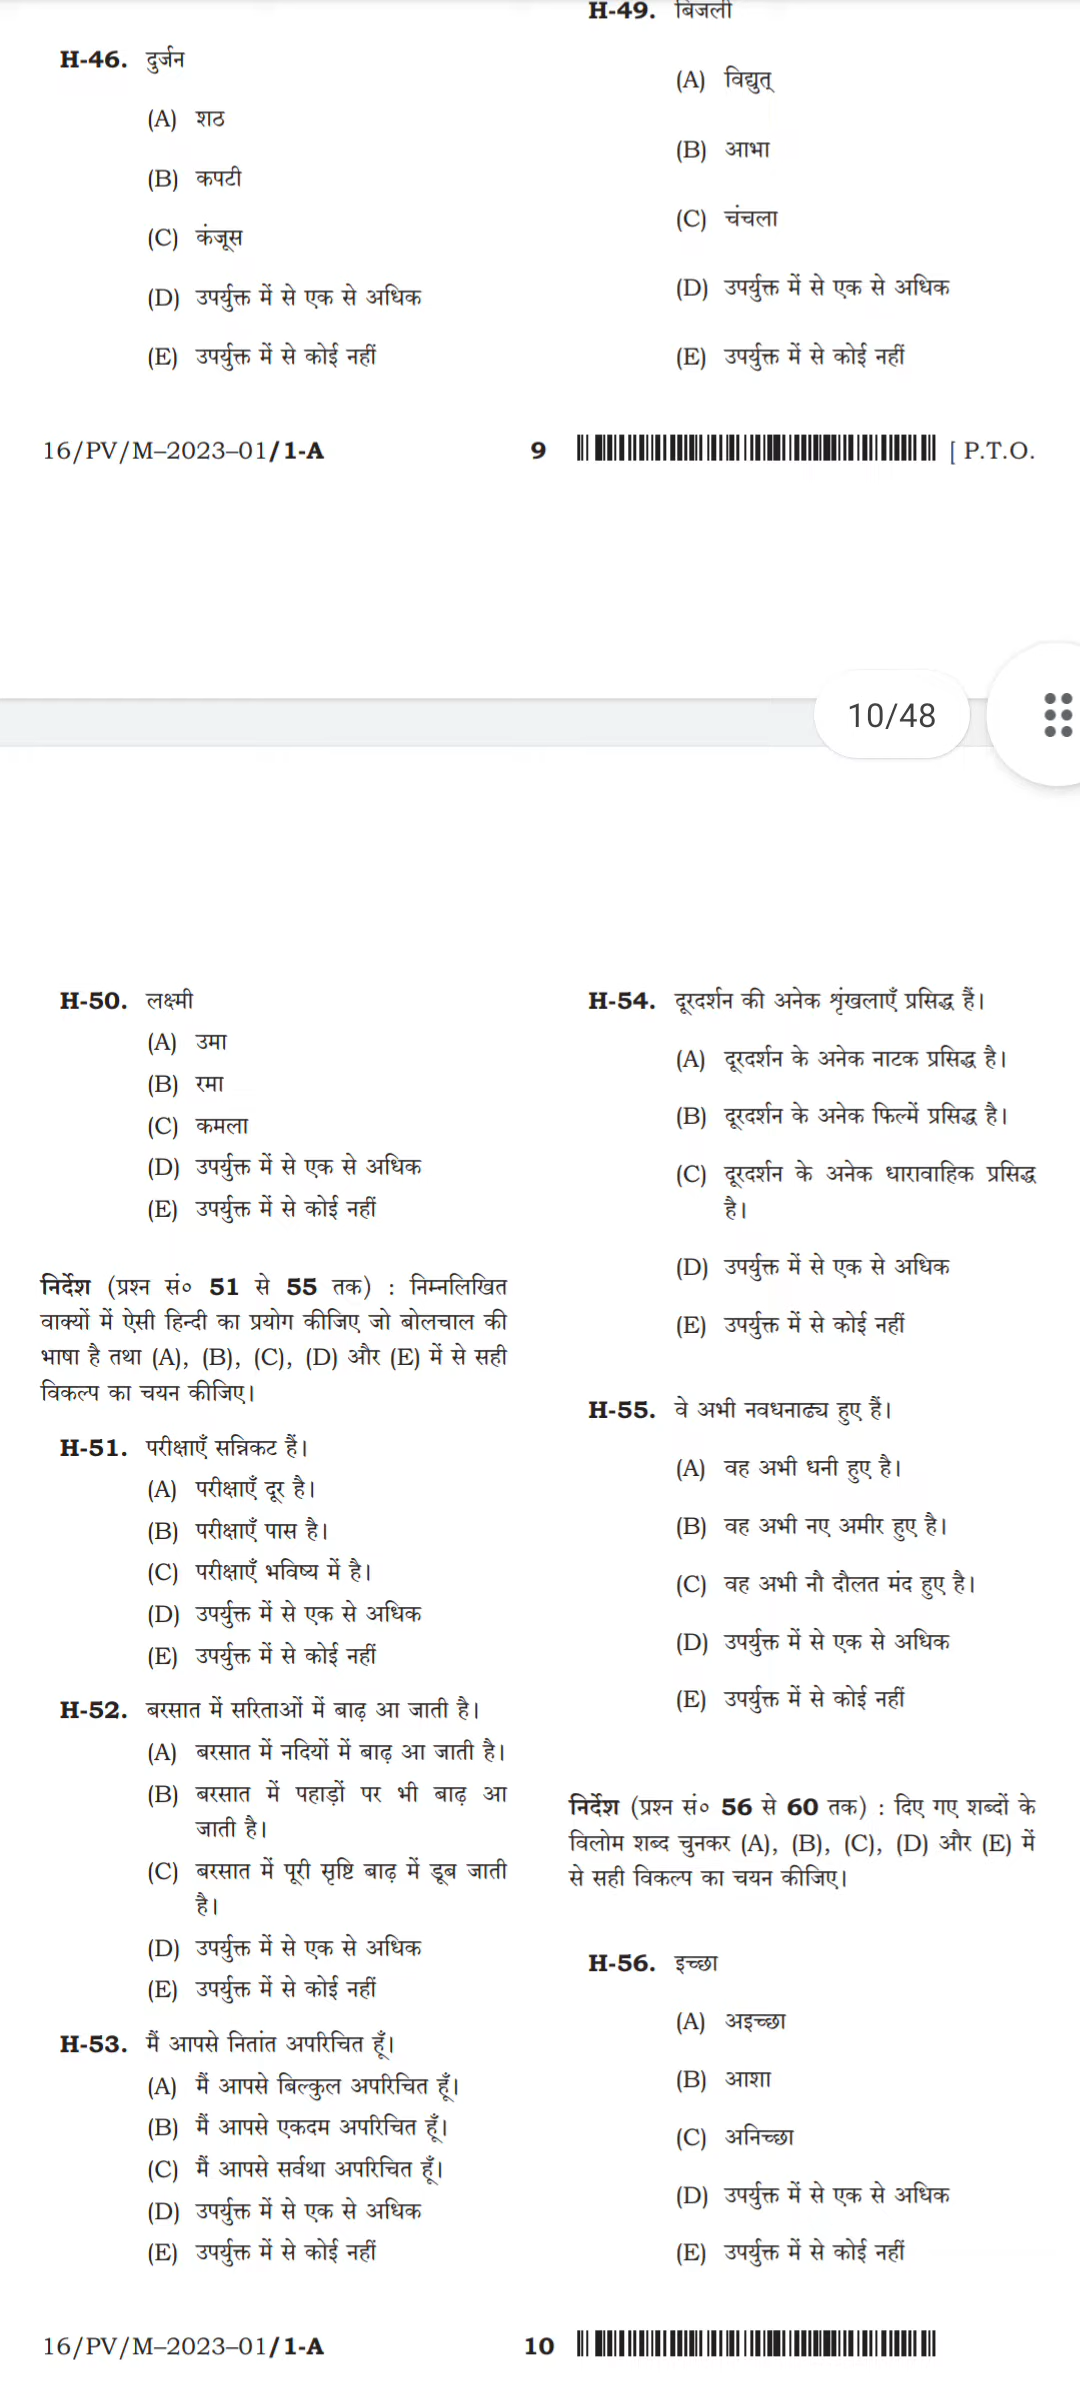 H-46. दुर्जन
(A) शठ
(B) कपटी
(C) कंजूस
(D) उपर्युक्त में से एक से अधिक
(E) उपर्युक्त में से कोई नहीं
H-49. बिजली
(A) विद्युत्
(B) आभा
(C) चंचला
(D) उपर्युक्त में से एक से अधिक
(E) उपर्युक्त में से कोई नहीं
16/PV/M–2023–01/1-A
9
[ P.T.O.
10/48
H-50. लक्ष्मी
(A) उमा
(B) रमा
(C) कमला
(D) उपर्युक्त में से एक से अधिक
(E) उपर्युक्त में से कोई नहीं
निर्देश (प्रश्न सं० 51 से 55 तक) : निम्नलिखित
वाक्यों में ऐसी हिन्दी का प्रयोग कीजिए जो बोलचाल की
भाषा है तथा (A), (B), (C), (D) और (E) में से सही
विकल्प का चयन कीजिए।
H-51. परीक्षाएँ सन्निकट हैं।
(A) परीक्षाएँ दूर है।
(B) परीक्षाएँ पास है।
(C) परीक्षाएँ भविष्य में है।
(D) उपर्युक्त में से एक से अधिक
(E) उपर्युक्त में से कोई नहीं
H-52. बरसात में सरिताओं में बाढ़ आ जाती है।
(A) बरसात में नदियों में बाढ़ आ जाती है।
(B) बरसात में पहाड़ों पर भी बाढ़ आ
जाती है।
(C) बरसात में पूरी सृष्टि बाढ़ में डूब जाती
है।
(D) उपर्युक्त में से एक से अधिक
(E) उपर्युक्त में से कोई नहीं
H-53. मैं आपसे नितांत अपरिचित हूँ।
(A) मैं आपसे बिल्कुल अपरिचित हूँ।
(B) मैं आपसे एकदम अपरिचित हूँ।
(C) मैं आपसे सर्वथा अपरिचित हूँ।
(D) उपर्युक्त में से एक से अधिक
(E) उपर्युक्त में से कोई नहीं
H-54. दूरदर्शन की अनेक शृंखलाएँ प्रसिद्ध हैं।
(A) दूरदर्शन के अनेक नाटक प्रसिद्ध है।
(B) दूरदर्शन के अनेक फिल्में प्रसिद्ध है।
(C) दूरदर्शन के अनेक धारावाहिक प्रसिद्ध
है।
(D) उपर्युक्त में से एक से अधिक
(E) उपर्युक्त में से कोई नहीं
H-55. वे अभी नवधनाढ्य हुए हैं।
(A) वह अभी धनी हुए है।
(B) वह अभी नए अमीर हुए है।
(C) वह अभी नौ दौलत मंद हुए है।
(D) उपर्युक्त में से एक से अधिक
(E) उपर्युक्त में से कोई नहीं
निर्देश (प्रश्न सं० 56 से 60 तक) : दिए गए शब्दों के
विलोम शब्द चुनकर (A), (B), (C), (D) और (E) में
से सही विकल्प का चयन कीजिए।
H-56. इच्छा
(A) अइच्छा
(B) आशा
(C) अनिच्छा
(D) उपर्युक्त में से एक से अधिक
(E) उपर्युक्त में से कोई नहीं
16/PV/M–2023–01/1-A
10